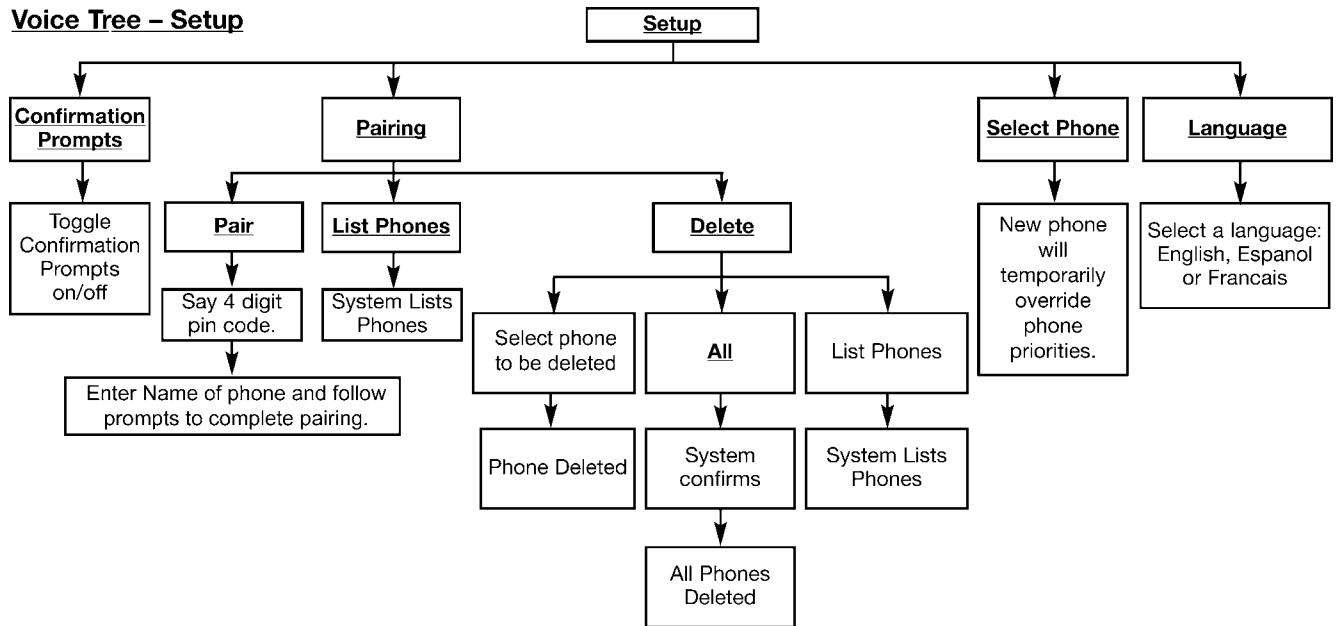 Voice Tree – Setup
Setup
Confirmation
Prompts
Pairing
Select Phone
Language
Toggle
Confirmation
Prompts
on/off
Pair
List Phones
Delete
New phone
will
temporarily
override
phone
priorities.
Select a language:
English, Espanol
or Francais
Say 4 digit
pin code.
System Lists
Phones
Select phone
to be deleted
All
List Phones
Enter Name of phone and follow
prompts to complete pairing.
Phone Deleted
System
confirms
System Lists
Phones
All Phones
Deleted